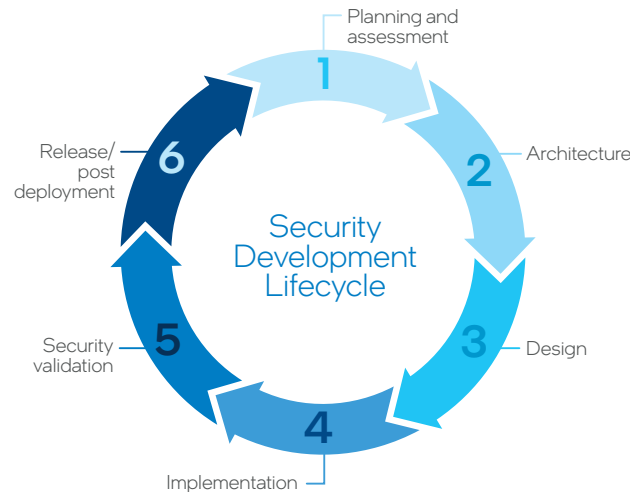 1
Planning and
assessment
2
Architecture
3
Design
4
Implementation
5
Security
validation
6
Release/
post
deployment
Security
Development
Lifecycle